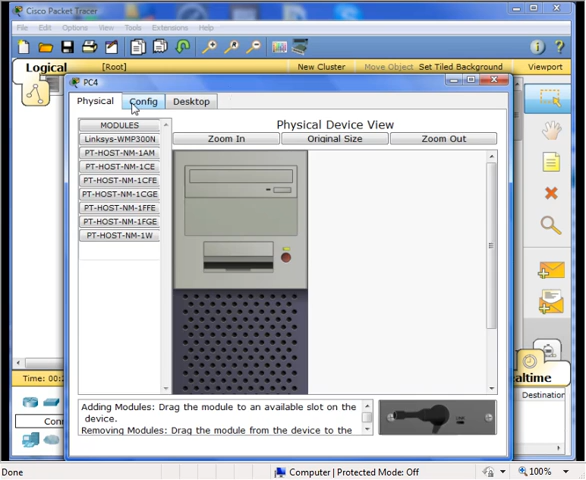 Cisco Packet Tracer
File Edit Options View Tools Extensions Help
Logical [Root] New Cluster Move Object Set Tiled Background Viewport
PC4
Physical Config Desktop
MODULES
Linksys-WMP300N
PT-HOST-NM-1AM
PT-HOST-NM-1CE
PT-HOST-NM-1CFE
PT-HOST-NM-1CGE
PT-HOST-NM-1FFE
PT-HOST-NM-1FGE
PT-HOST-NM-1W
Physical Device View
Zoom In Original Size Zoom Out
Adding Modules: Drag the module to an available slot on the
device.
Removing Modules: Drag the module from the device to the
Time: 00:
Conn
ealtime
Destination
Done Computer | Protected Mode: Off 100%